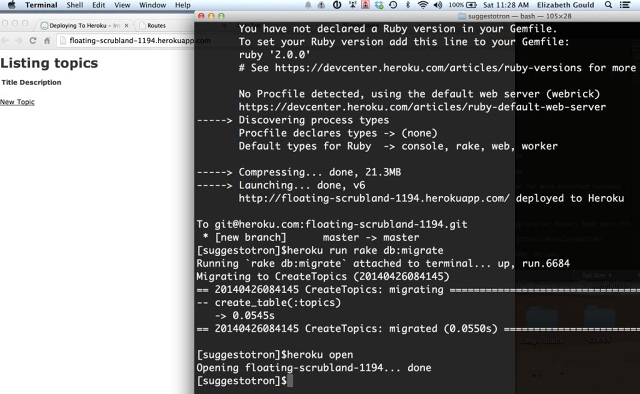 Terminal Shell Edit View Window Help
100% Sat 11:28 AM Elizabeth Gould
suggestotron — bash — 105×28
Deploying To Heroku - Im
Routes
floating-scrubland-1194.herokuapp.com
Listing topics
Title Description
New Topic
You have not declared a Ruby version in your Gemfile.
To set your Ruby version add this line to your Gemfile:
ruby '2.0.0'
# See https://devcenter.heroku.com/articles/ruby-versions for more
No Procfile detected, using the default web server (webrick)
https://devcenter.heroku.com/articles/ruby-default-web-server
-----> Discovering process types
Procfile declares types -> (none)
Default types for Ruby -> console, rake, web, worker
-----> Compressing... done, 21.3MB
-----> Launching... done, v6
http://floating-scrubland-1194.herokuapp.com/ deployed to Heroku
To git@heroku.com:floating-scrubland-1194.git
* [new branch] master -> master
[suggestotron]$heroku run rake db:migrate
Running `rake db:migrate` attached to terminal... up, run.6684
Migrating to CreateTopics (20140426084145)
== 20140426084145 CreateTopics: migrating ====================
-- create_table(:topics)
-> 0.0545s
== 20140426084145 CreateTopics: migrated (0.0550s) ==============
[suggestotron]$heroku open
Opening floating-scrubland-1194... done
[suggestotron]$